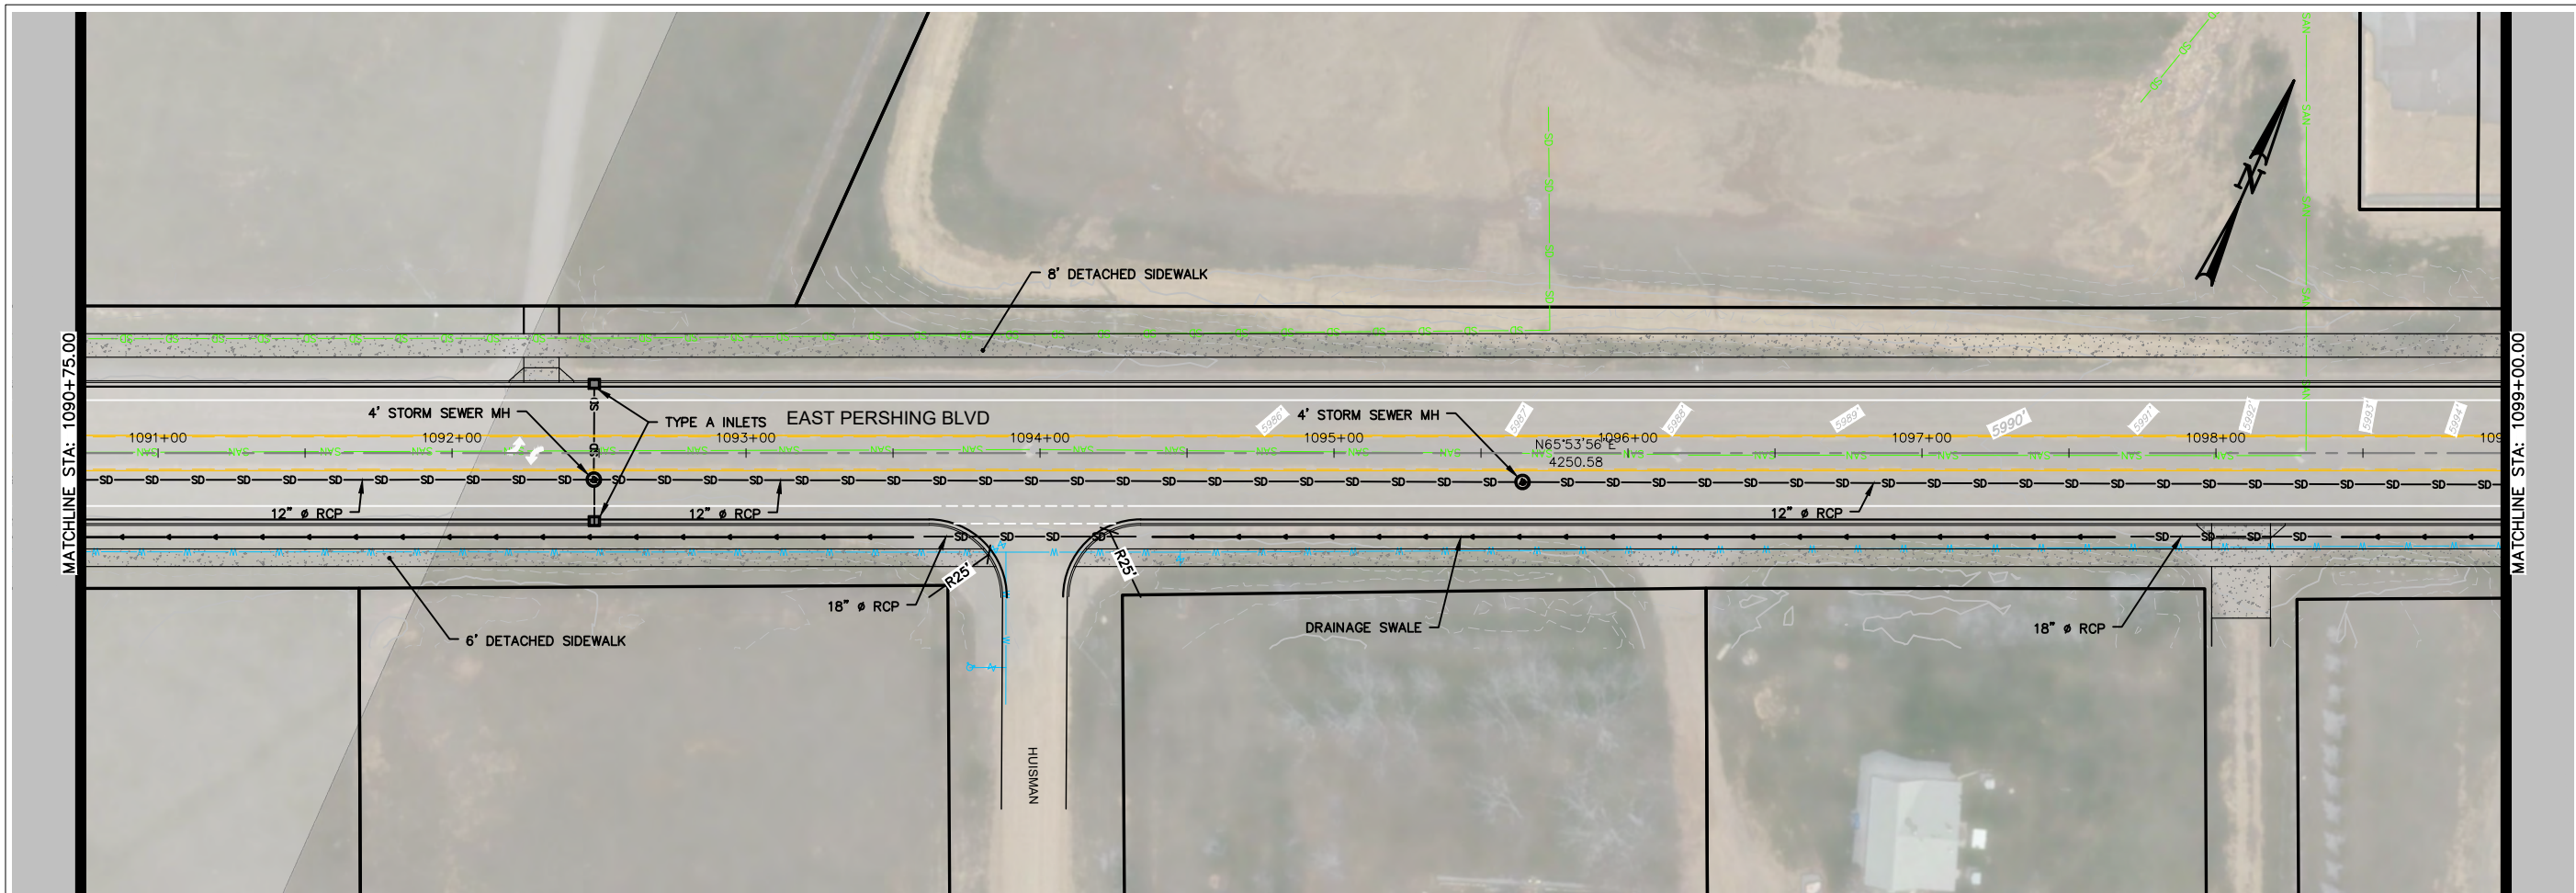 N
8' DETACHED SIDEWALK
4' STORM SEWER MH
TYPE A INLETS
EAST PERSHING BLVD
4' STORM SEWER MH
5986'
5987'
5988'
5989'
5990'
5991'
5992'
5993'
5994'
1091+00
1092+00
1093+00
1094+00
1095+00
1096+00
1097+00
1098+00
109
N65°53'56"E
4250.58
12" ø RCP
12" ø RCP
12" ø RCP
MATCHLINE STA: 1090+75.00
MATCHLINE STA: 1099+00.00
R25'
R25'
18" ø RCP
6' DETACHED SIDEWALK
DRAINAGE SWALE
18" ø RCP
HUISMAN
SD
SAN
W